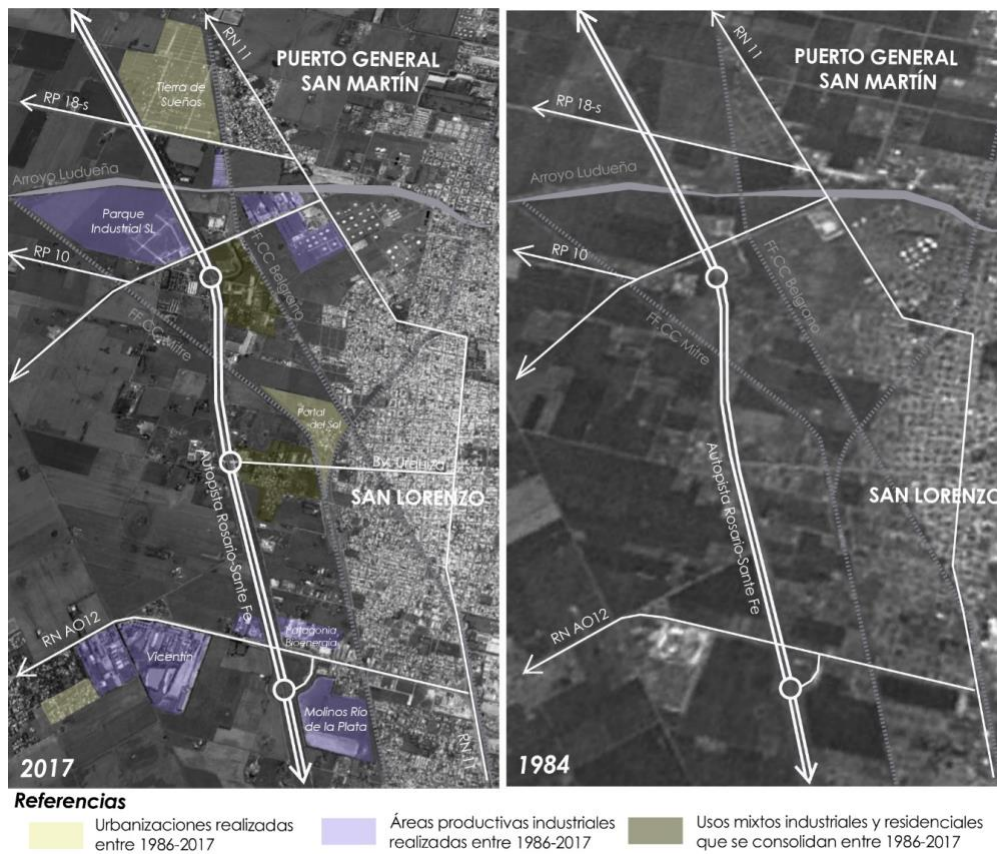 RN 11
PUERTO GENERAL
SAN MARTÍN
Tierra de
Sueños
RP 18-s
Arroyo Ludueña
Parque
Industrial SL
RP 10
FF.CC Belgrano
FF.CC Mitre
Portal
del Sol
Bv. Urquiza
SAN LORENZO
Autopista Rosario-Sante Fe
RN AO12
Patagonia
Bioenergía
Vicentín
Molinos Río
de la Plata
RN 11
2017
RN 11
PUERTO GENERAL
SAN MARTÍN
RP 18-s
Arroyo Ludueña
RP 10
FF.CC Belgrano
FF.CC Mitre
Autopista Rosario-Sante Fe
SAN LORENZO
RN AO12
1984
Referencias
Urbanizaciones realizadas
entre 1986-2017
Áreas productivas industriales
realizadas entre 1986-2017
Usos mixtos industriales y residenciales
que se consolidan entre 1986-2017